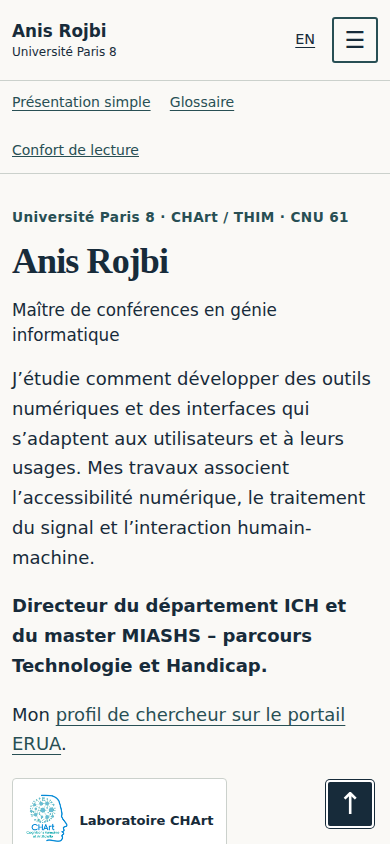 Anis Rojbi
Université Paris 8
EN
Présentation simple
Glossaire
Confort de lecture
Université Paris 8 · CHArt / THIM · CNU 61
Anis Rojbi
Maître de conférences en génie
informatique
J’étudie comment développer des outils
numériques et des interfaces qui
s’adaptent aux utilisateurs et à leurs
usages. Mes travaux associent
l’accessibilité numérique, le traitement
du signal et l’interaction humain-
machine.
Directeur du département ICH et
du master MIASHS – parcours
Technologie et Handicap.
Mon profil de chercheur sur le portail
ERUA.
CHArt
Laboratoire CHArt